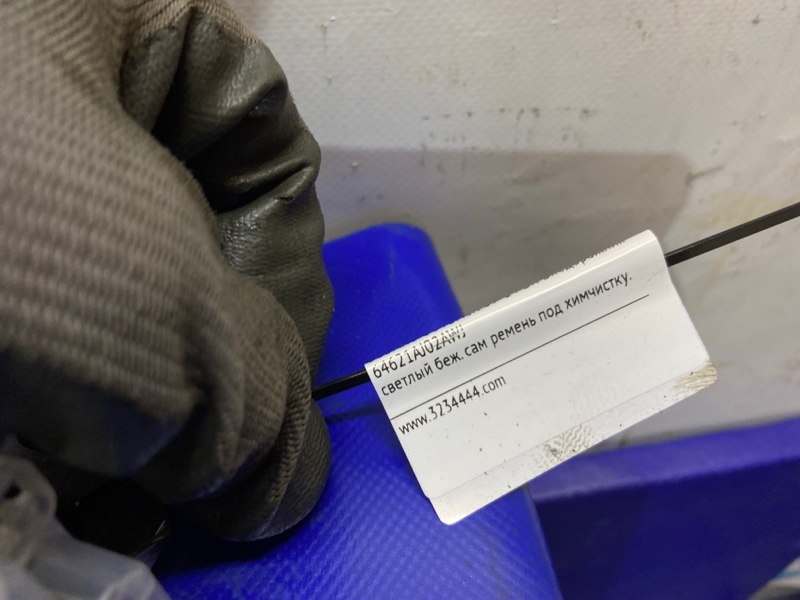 64621AJ02AWJ
светлый беж. сам ремень под химчистку.
www.3234444.com